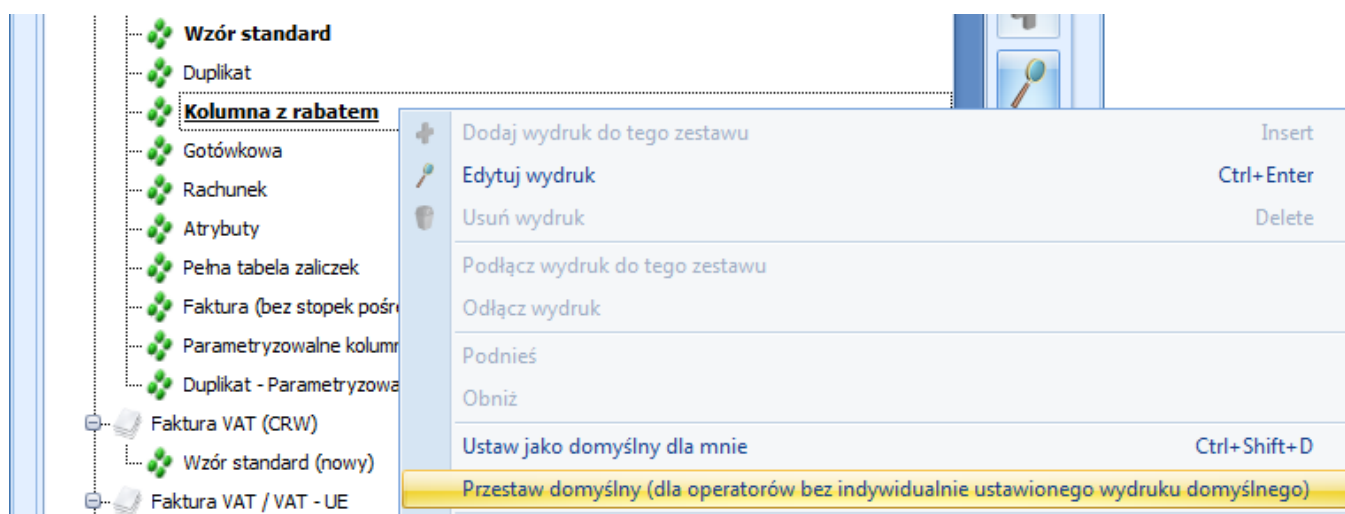 Wzór standard
Duplikat
Kolumna z rabatem
Dodaj wydruk do tego zestawu Insert
Gotówkowa
Edytuj wydruk Ctrl+Enter
Rachunek
Usuń wydruk Delete
Atrybuty
Pełna tabela zaliczek
Podłącz wydruk do tego zestawu
Faktura (bez stopek
Odłącz wydruk
Parametryzowalne
Podnieś
Duplikat -
Obniż
Faktura VAT (CRW)
Ustaw jako domyślny dla mnie Ctrl+Shift+D
Wzór standard (nowy)
Przestaw domyślny (dla operatorów bez indywidualnie ustawionego wydruku domyślnego)
Faktura VAT / VAT - UE